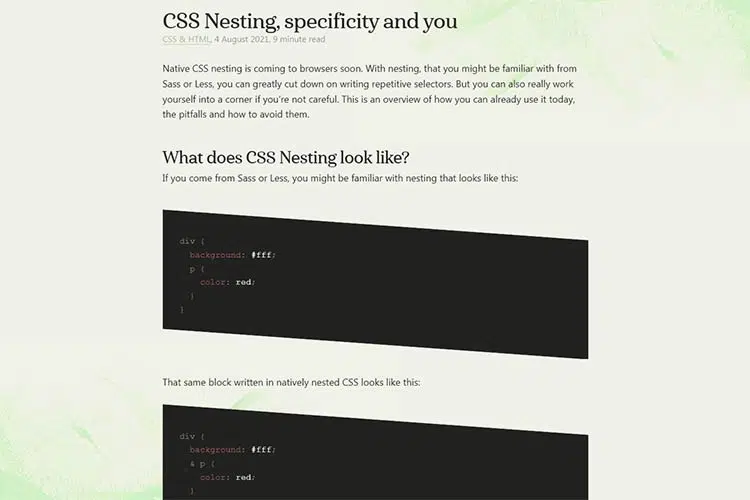 CSS Nesting, specificity and you
CSS & HTML, 4 August 2021, 9 minute read
Native CSS nesting is coming to browsers soon. With nesting, that you might be familiar with from
Sass or Less, you can greatly cut down on writing repetitive selectors. But you can also really work
yourself into a corner if you're not careful. This is an overview of how you can already use it today,
the pitfalls and how to avoid them.
What does CSS Nesting look like?
If you come from Sass or Less, you might be familiar with nesting that looks like this:
div {
background: #fff;
p {
color: red;
}
}
That same block written in natively nested CSS looks like this:
div {
background: #fff;
& p {
color: red;
}